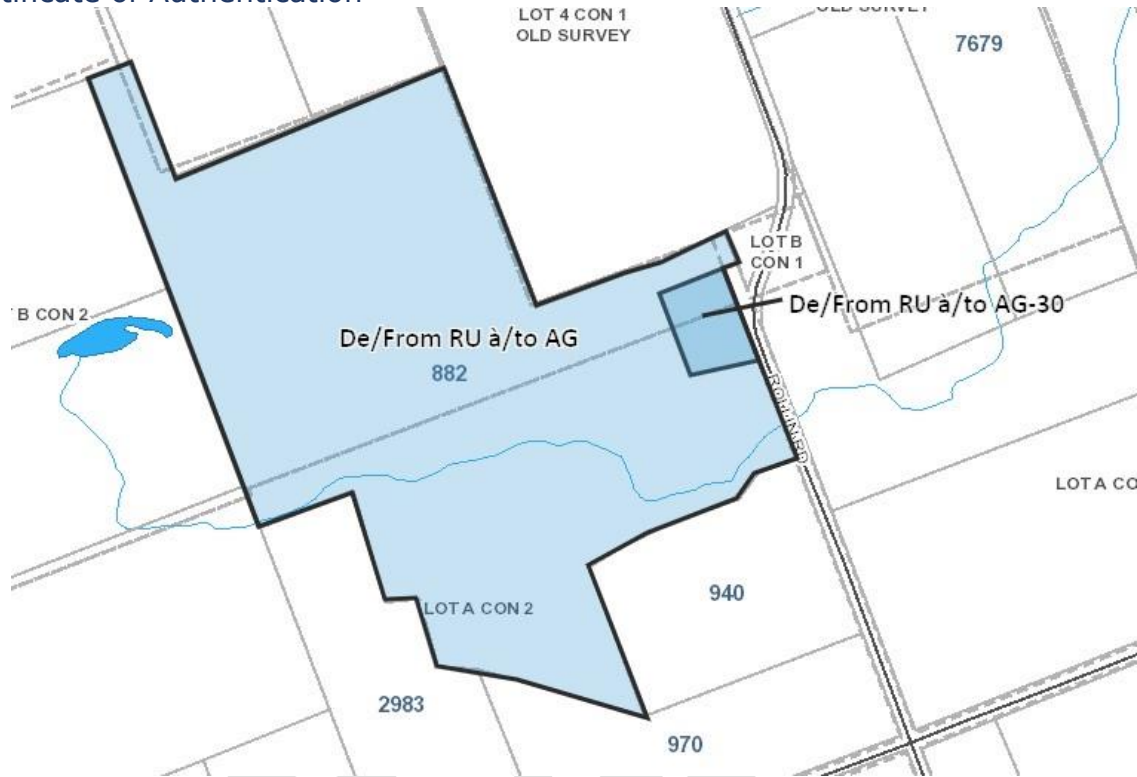 LOT 4 CON 1
OLD SURVEY
7679
LOT B
CON 1
B CON 2
De/From RU à/to AG
De/From RU à/to AG-30
882
LOT A CO
940
LOT A CON 2
2983
970